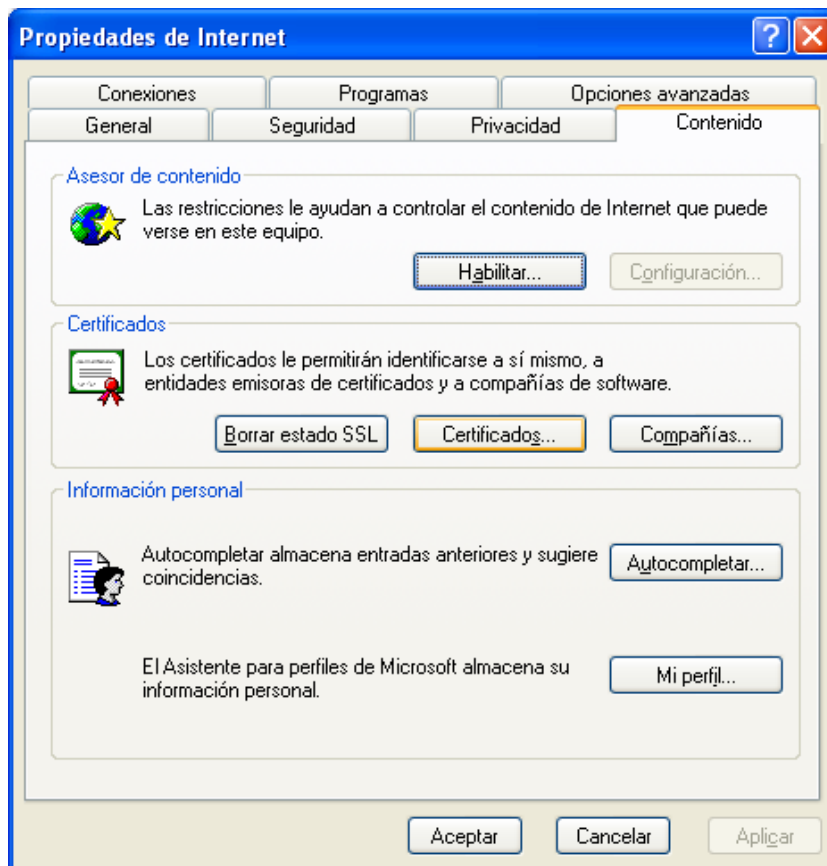 Propiedades de Internet
Conexiones
Programas
Opciones avanzadas
General
Seguridad
Privacidad
Contenido
Asesor de contenido
Las restricciones le ayudan a controlar el contenido de Internet que puede
verse en este equipo.
Habilitar...
Configuración...
Certificados
Los certificados le permitirán identificarse a sí mismo, a
entidades emisoras de certificados y a compañías de software.
Borrar estado SSL
Certificados...
Compañías...
Información personal
Autocompletar almacena entradas anteriores y sugiere
coincidencias.
Autocompletar...
El Asistente para perfiles de Microsoft almacena su
información personal.
Mi perfil...
Aceptar
Cancelar
Aplicar